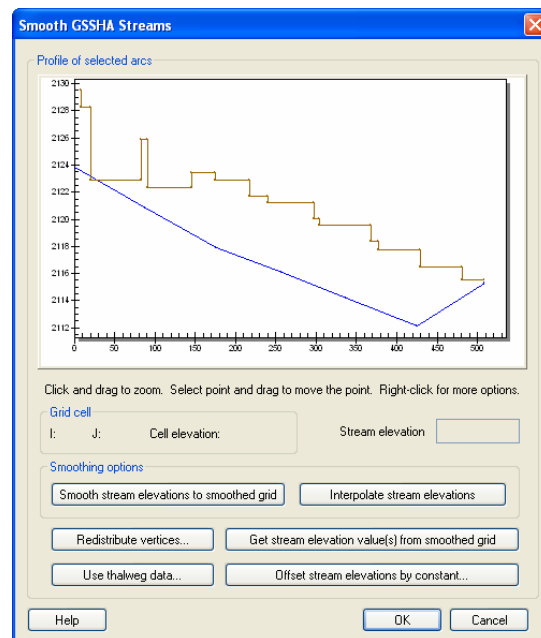 Smooth GSSHA Streams
Profile of selected arcs
2130
2128
2126
2124
2122
2120
2118
2116
2114
2112
0 50 100 150 200 250 300 350 400 450 500
Click and drag to zoom. Select point and drag to move the point. Right-click for more options.
Grid cell
I: J: Cell elevation: Stream elevation
Smoothing options
Smooth stream elevations to smoothed grid Interpolate stream elevations
Redistribute vertices... Get stream elevation value(s) from smoothed grid
Use thalweg data... Offset stream elevations by constant...
Help OK Cancel